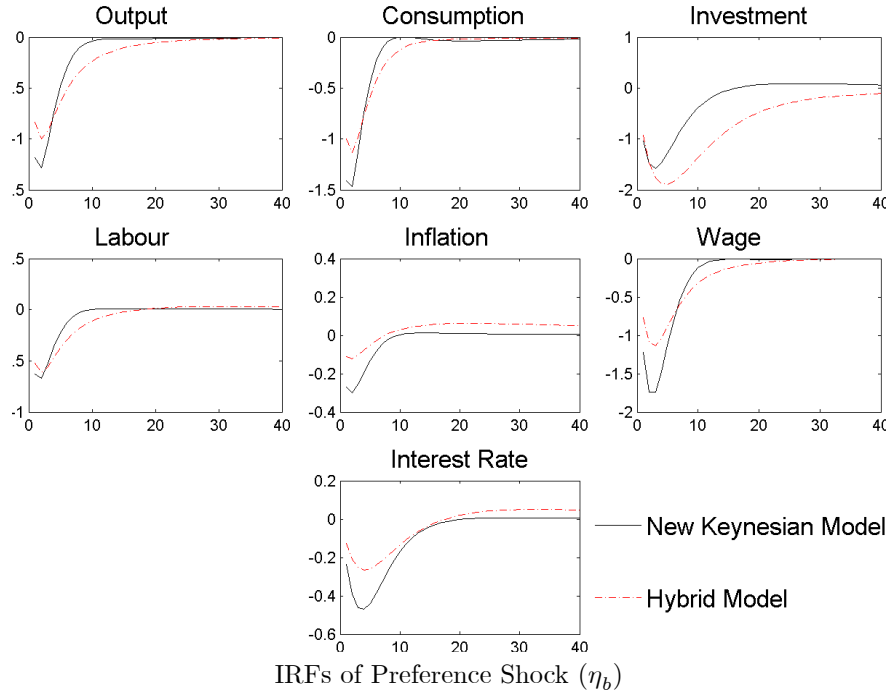 Output
Consumption
Investment
0
-.5
-1
.5
0 10 20 30 40
0
-0.5
-1
-1.5
0 10 20 30 40
1
0
-1
-2
0 10 20 30 40
Labour
Inflation
Wage
.5
0
.5
-1
0 10 20 30 40
0.4
0.2
0
-0.2
-0.4
0 10 20 30 40
0
-0.5
-1
-1.5
-2
0 10 20 30 40
Interest Rate
0.2
0
-0.2
-0.4
-0.6
0 10 20 30 40
New Keynesian Model
Hybrid Model
IRFs of Preference Shock (η_b)